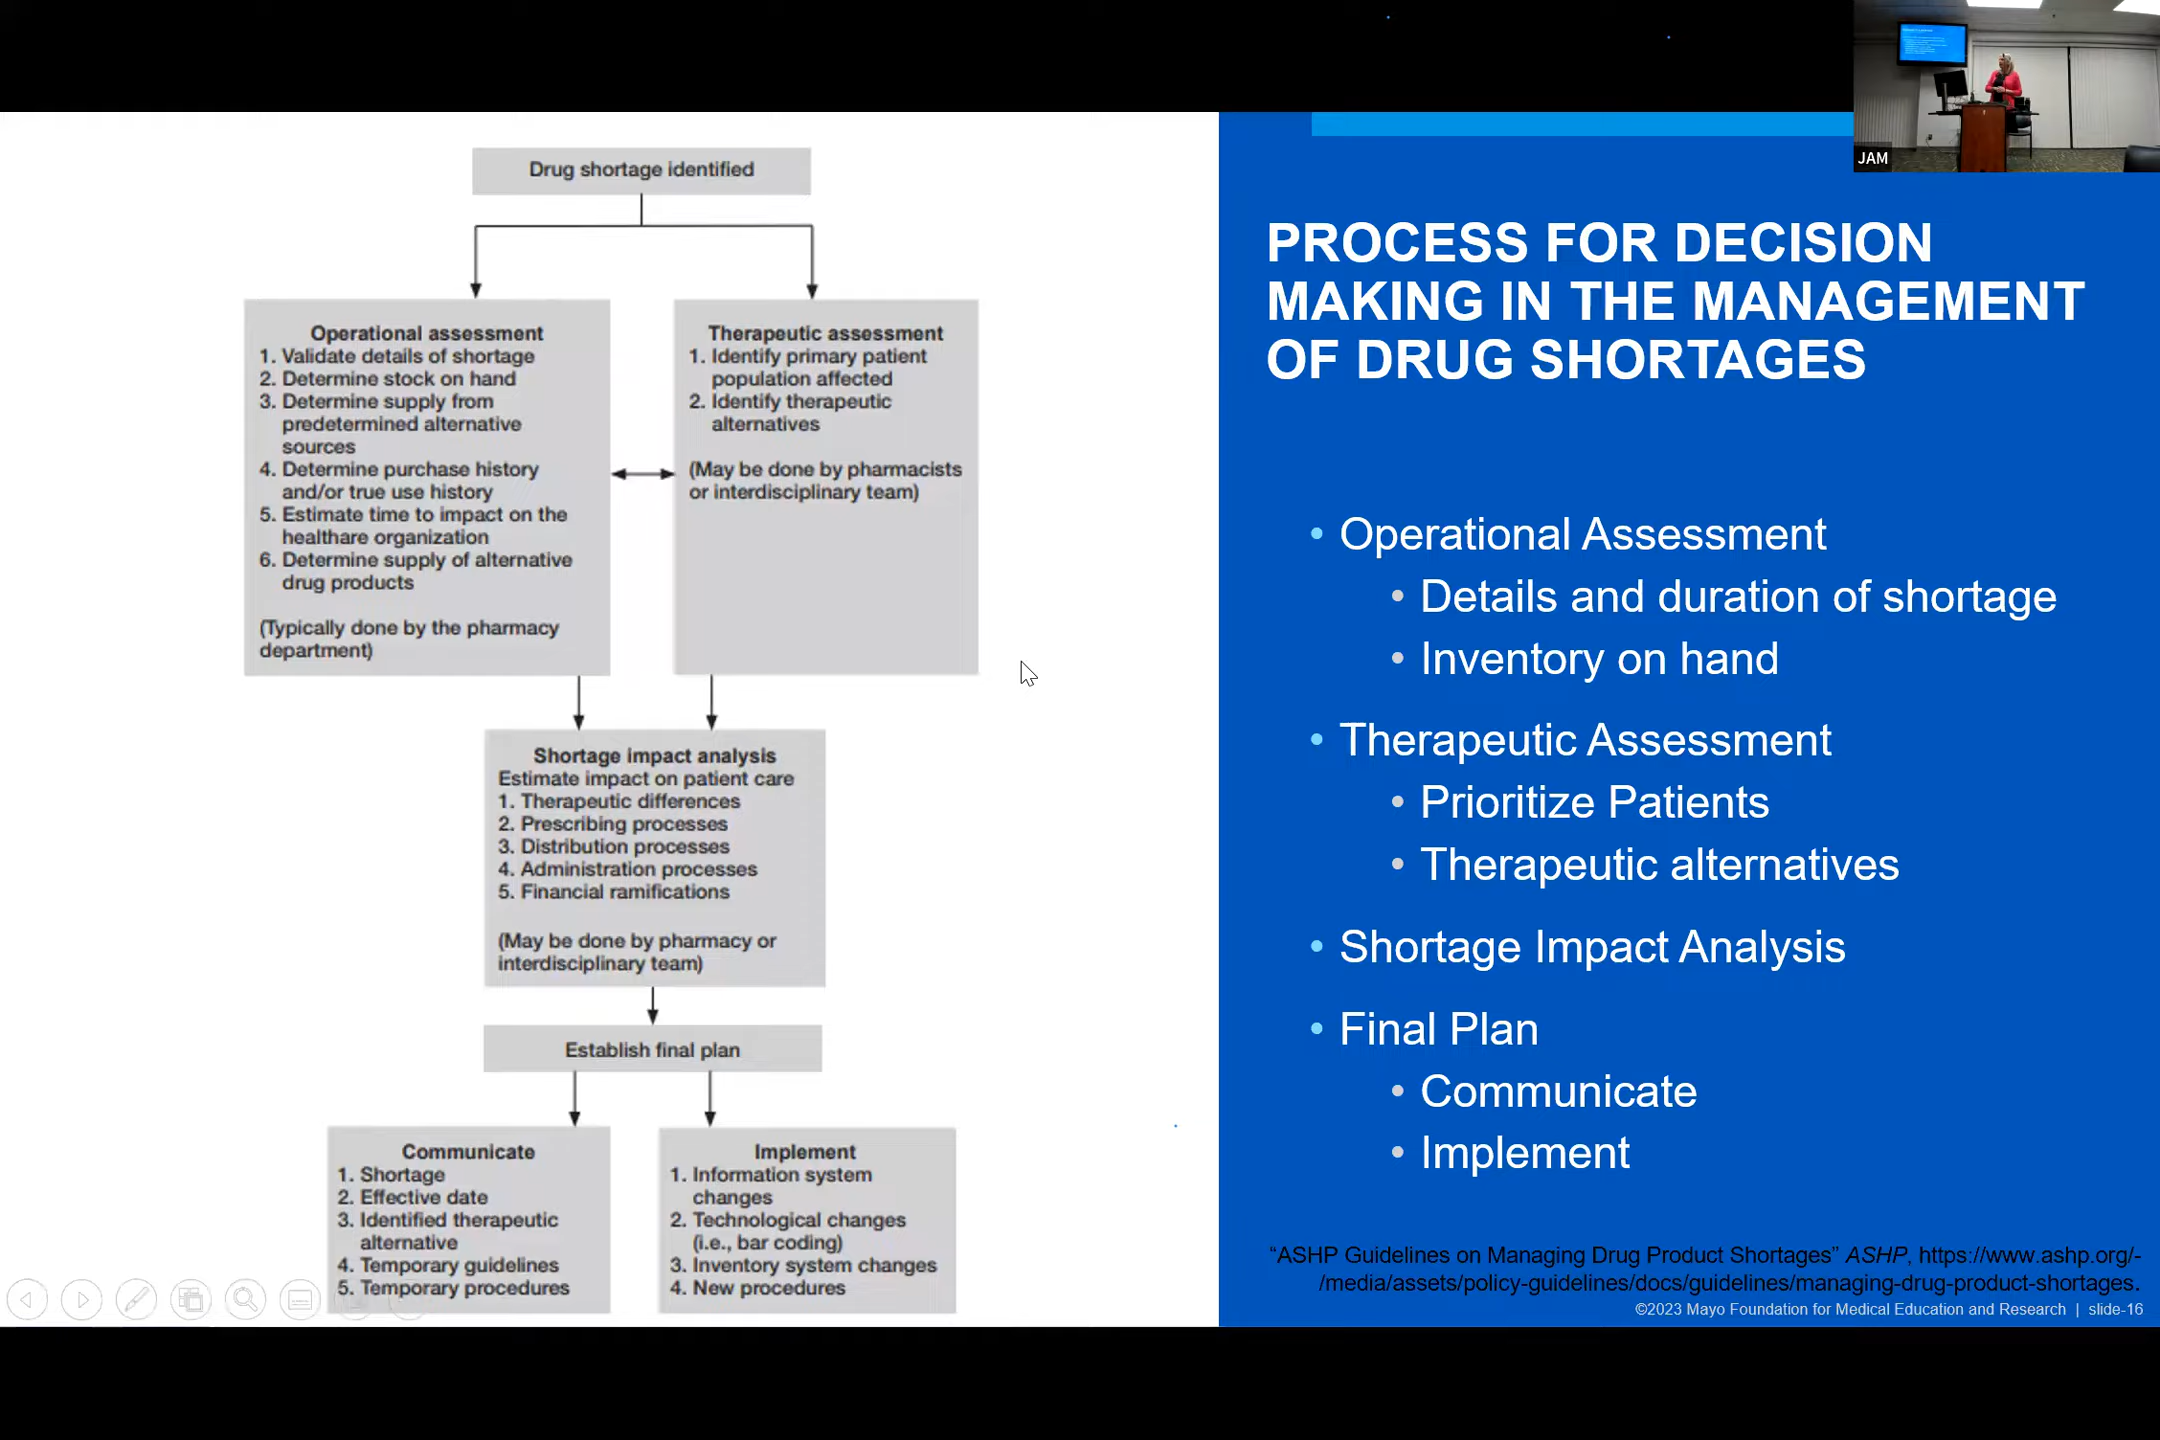 JAM
Drug shortage identified
Operational assessment
1. Validate details of shortage
2. Determine stock on hand
3. Determine supply from
predetermined alternative
sources
4. Determine purchase history
and/or true use history
5. Estimate time to impact on the
healthare organization
6. Determine supply of alternative
drug products
(Typically done by the pharmacy
department)
Therapeutic assessment
1. Identify primary patient
population affected
2. Identify therapeutic
alternatives
(May be done by pharmacists
or interdisciplinary team)
Shortage impact analysis
Estimate impact on patient care
1. Therapeutic differences
2. Prescribing processes
3. Distribution processes
4. Administration processes
5. Financial ramifications
(May be done by pharmacy or
interdisciplinary team)
Establish final plan
Communicate
1. Shortage
2. Effective date
3. Identified therapeutic
alternative
4. Temporary guidelines
5. Temporary procedures
Implement
1. Information system
changes
2. Technological changes
(i.e., bar coding)
3. Inventory system changes
4. New procedures
PROCESS FOR DECISION
MAKING IN THE MANAGEMENT
OF DRUG SHORTAGES
• Operational Assessment
• Details and duration of shortage
• Inventory on hand
• Therapeutic Assessment
• Prioritize Patients
• Therapeutic alternatives
• Shortage Impact Analysis
• Final Plan
• Communicate
• Implement
“ASHP Guidelines on Managing Drug Product Shortages” ASHP, https://www.ashp.org/-
/media/assets/policy-guidelines/docs/guidelines/managing-drug-product-shortages.
©2023 Mayo Foundation for Medical Education and Research | slide-16